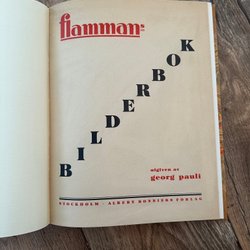 flammans
BILDERBOK
utgiven av
georg pauli
STOCKHOLM - ALBERT BONNIERS FÖRLAG